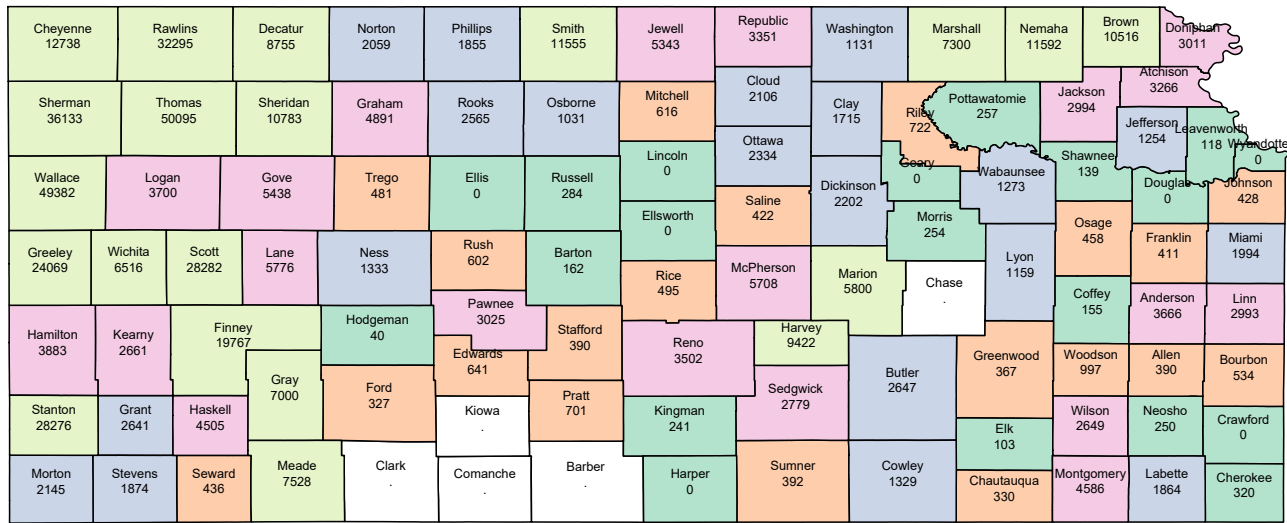 Cheyenne
12738
Rawlins
32295
Decatur
8755
Norton
2059
Phillips
1855
Smith
11555
Jewell
5343
Republic
3351
Washington
1131
Marshall
7300
Nemaha
11592
Brown
10516
Doniphan
3011
Sherman
36133
Thomas
50095
Sheridan
10783
Graham
4891
Rooks
2565
Osborne
1031
Mitchell
616
Cloud
2106
Clay
1715
Riley
722
Pottawatomie
257
Jackson
2994
Atchison
3266
Jefferson
1254
Leavenworth
118
Wyandotte
0
Ottawa
2334
Wallace
49382
Logan
3700
Gove
5438
Trego
481
Ellis
0
Russell
284
Lincoln
0
Saline
422
Dickinson
2202
Geary
0
Wabaunsee
1273
Shawnee
139
Douglas
0
Johnson
428
Ellsworth
0
Morris
254
Osage
458
Franklin
411
Miami
1994
Greeley
24069
Wichita
6516
Scott
28282
Lane
5776
Ness
1333
Rush
602
Barton
162
Rice
495
McPherson
5708
Marion
5800
Chase
.
Lyon
1159
Coffey
155
Anderson
3666
Linn
2993
Hamilton
3883
Kearny
2661
Finney
19767
Hodgeman
40
Pawnee
3025
Stafford
390
Reno
3502
Harvey
9422
Edwards
641
Gray
7000
Ford
327
Kiowa
.
Pratt
701
Kingman
241
Sedgwick
2779
Butler
2647
Greenwood
367
Woodson
997
Allen
390
Bourbon
534
Stanton
28276
Grant
2641
Haskell
4505
Elk
103
Wilson
2649
Neosho
250
Crawford
0
Morton
2145
Stevens
1874
Seward
436
Meade
7528
Clark
.
Comanche
.
Barber
.
Harper
0
Sumner
392
Cowley
1329
Chautauqua
330
Montgomery
4586
Labette
1864
Cherokee
320